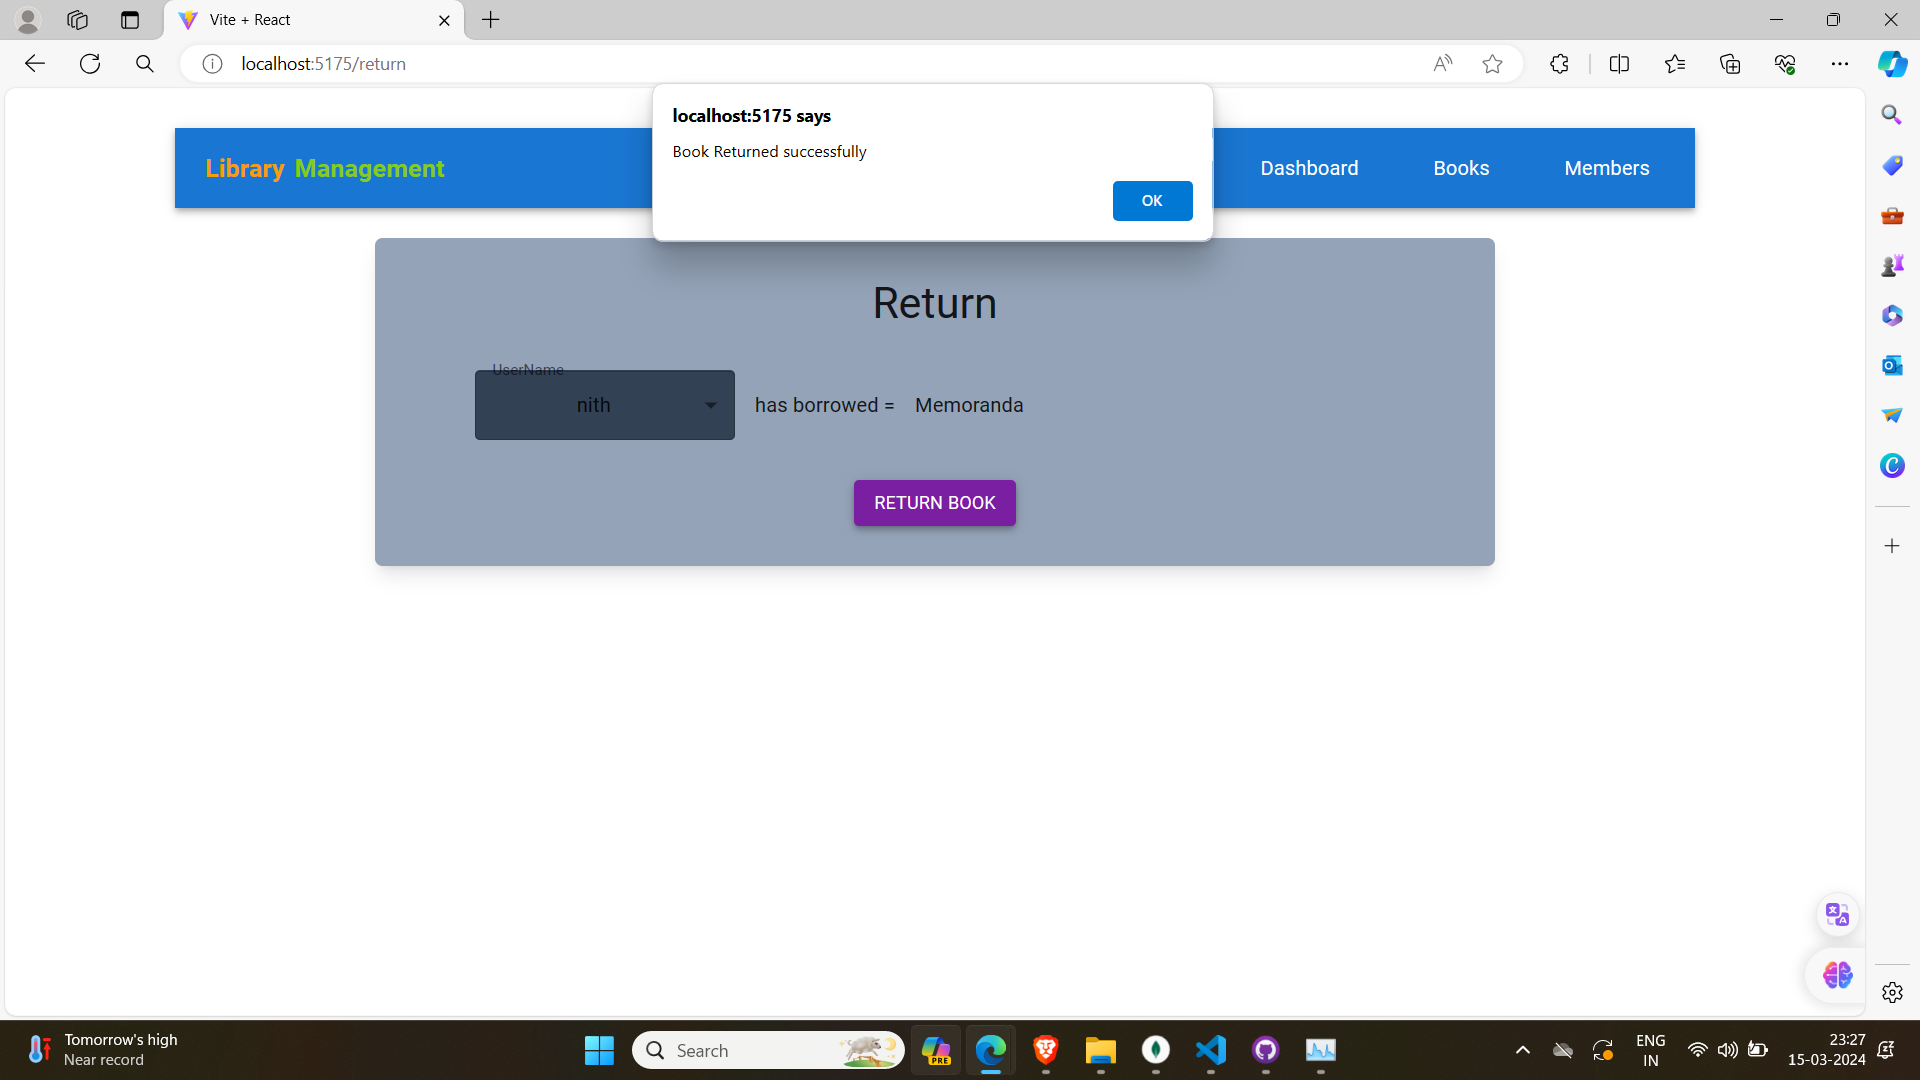 Vite + React
localhost:5175/return
localhost:5175 says
Book Returned successfully
OK
Library Management
Dashboard
Books
Members
Return
UserName
nith
has borrowed =
Memoranda
RETURN BOOK
Tomorrow's high
Near record
Search
PRE
ENG
IN
23:27
15-03-2024